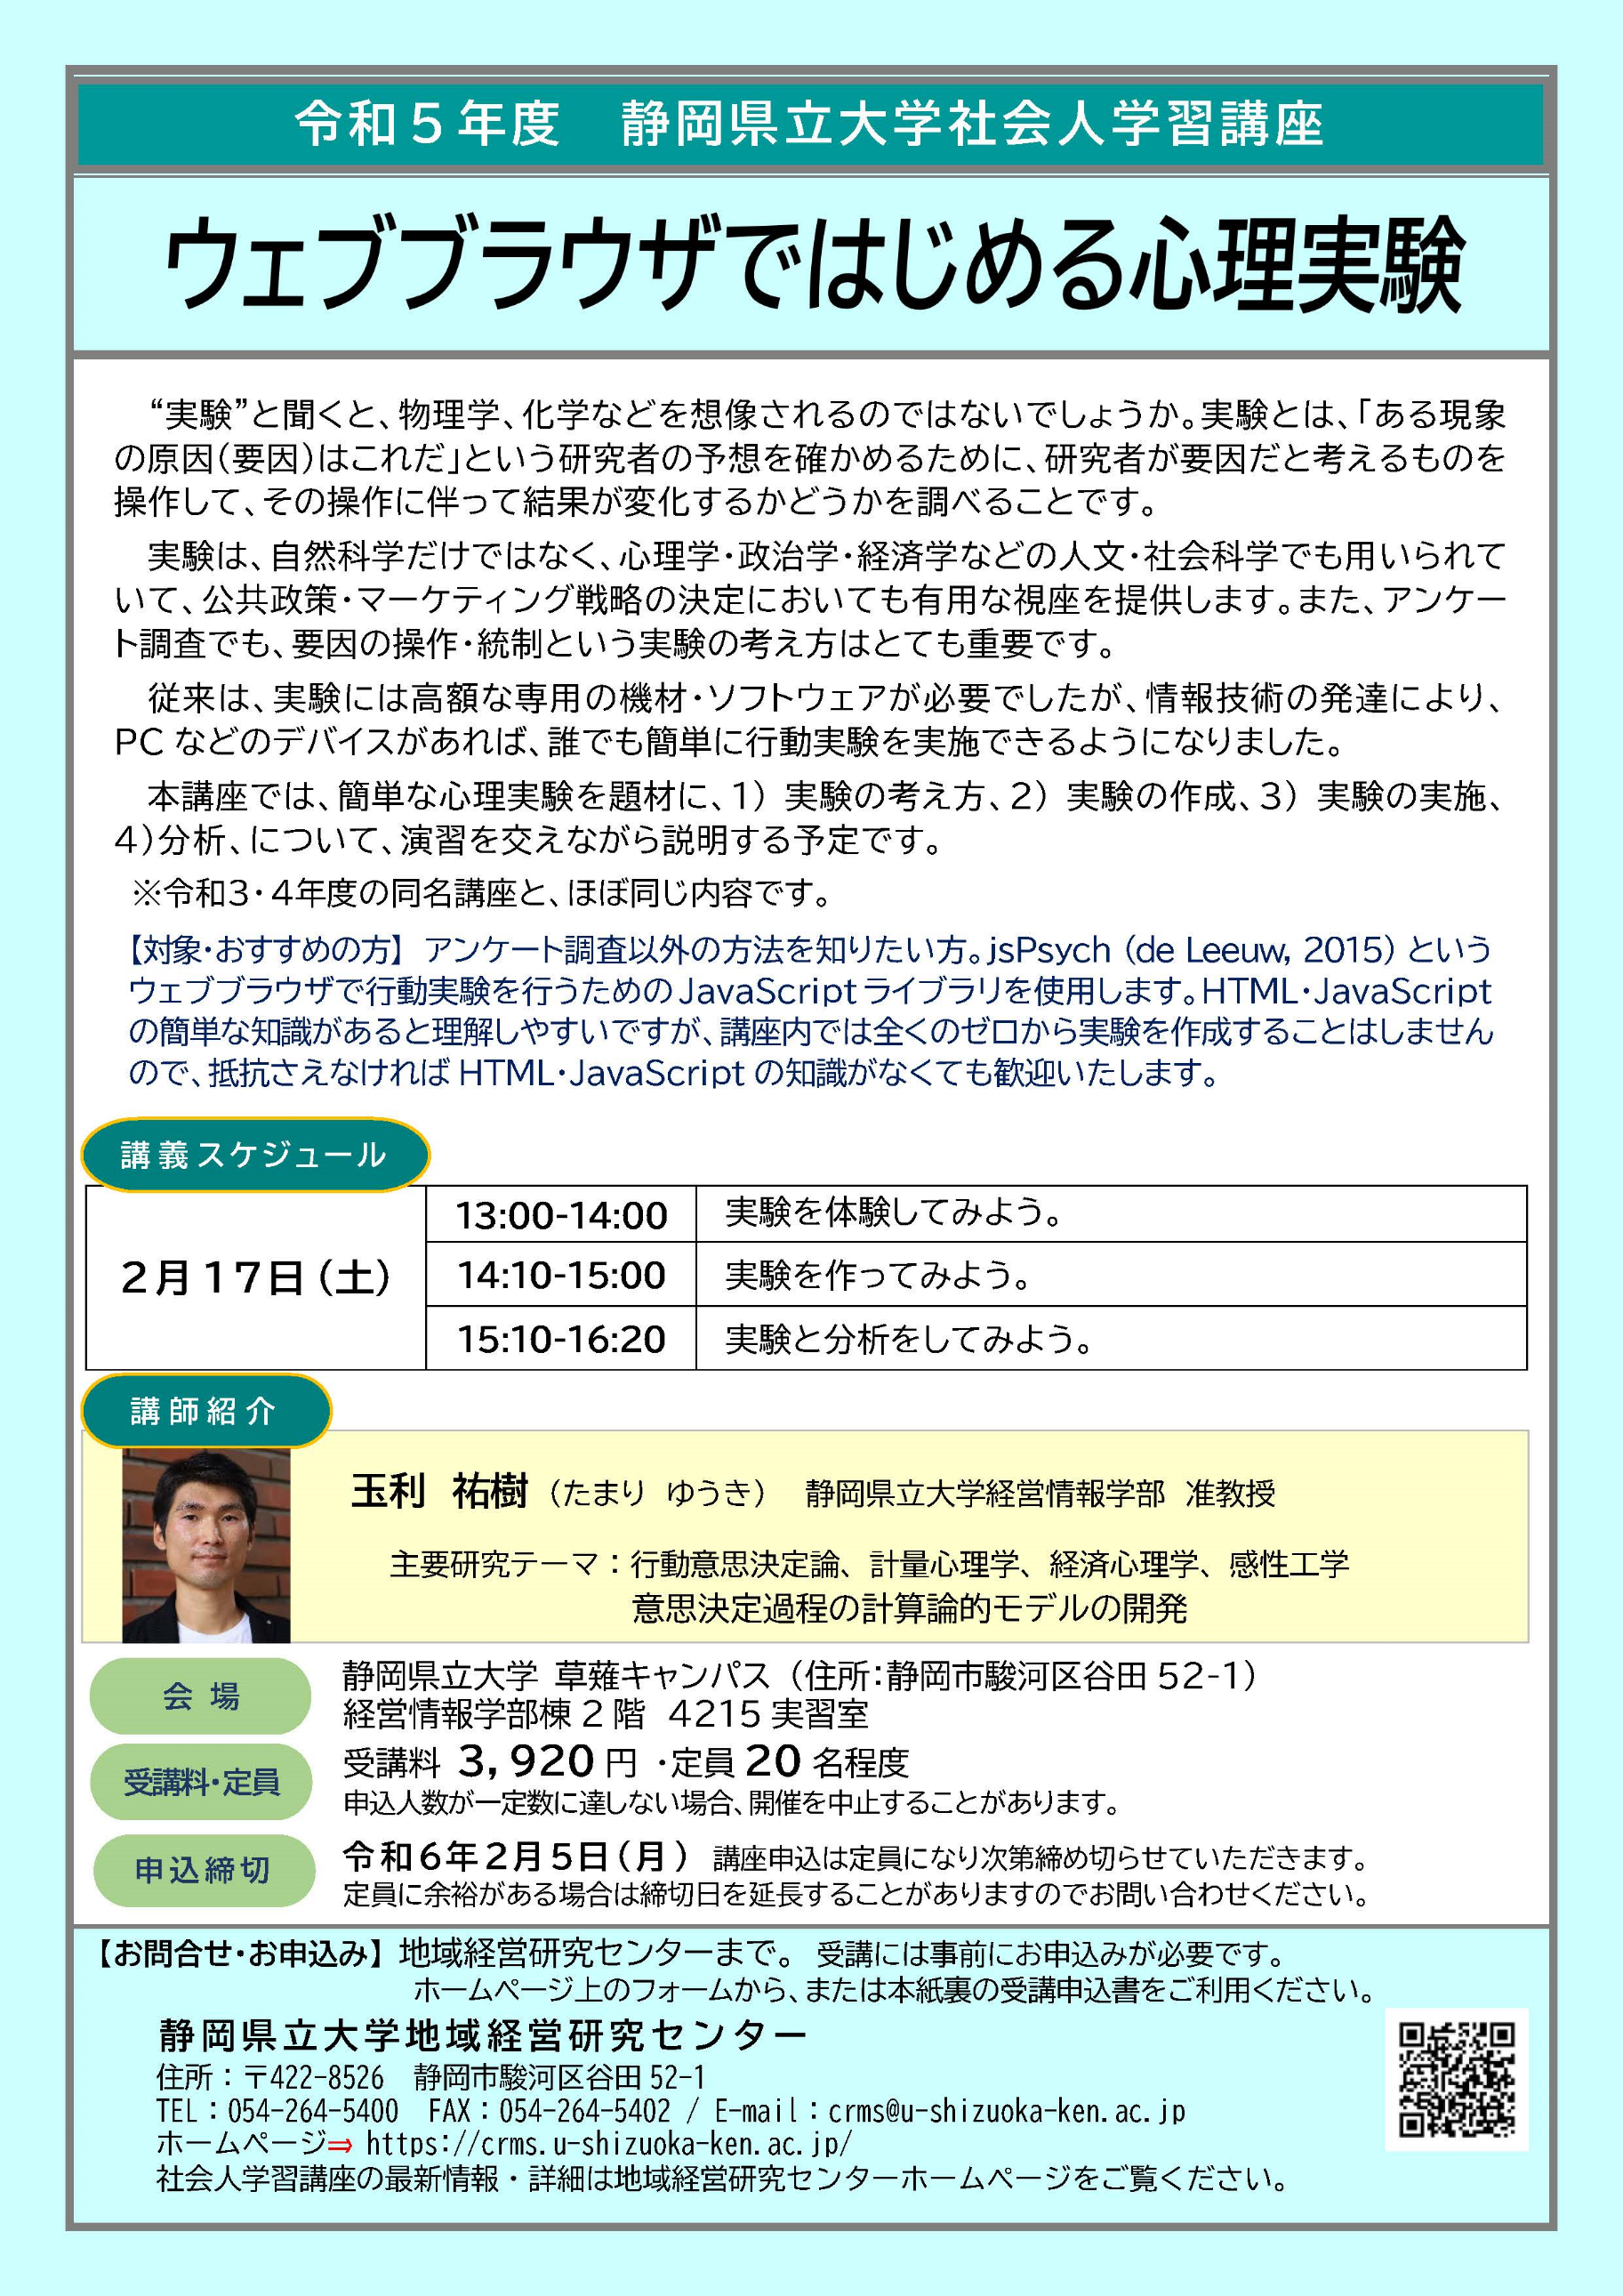 令和５年度　静岡県立大学社会人学習講座
ウェブブラウザではじめる心理実験
“実験”と聞くと、物理学、化学などを想像されるのではないでしょうか。実験とは、「ある現象
の原因（要因）はこれだ」という研究者の予想を確かめるために、研究者が要因だと考えるものを
操作して、その操作に伴って結果が変化するかどうかを調べることです。
実験は、自然科学だけではなく、心理学・政治学・経済学などの人文・社会科学でも用いられて
いて、公共政策・マーケティング戦略の決定においても有用な視座を提供します。また、アンケー
ト調査でも、要因の操作・統制という実験の考え方はとても重要です。
従来は、実験には高額な専用の機材・ソフトウェアが必要でしたが、情報技術の発達により、
PC などのデバイスがあれば、誰でも簡単に行動実験を実施できるようになりました。
本講座では、簡単な心理実験を題材に、1） 実験の考え方、2） 実験の作成、3） 実験の実施、
4）分析、について、演習を交えながら説明する予定です。
※令和3・4年度の同名講座と、ほぼ同じ内容です。
【対象・おすすめの方】 アンケート調査以外の方法を知りたい方。jsPsych （de Leeuw, 2015） という
ウェブブラウザで行動実験を行うための JavaScript ライブラリを使用します。HTML・JavaScript
の簡単な知識があると理解しやすいですが、講座内では全くのゼロから実験を作成することはしません
ので、抵抗さえなければ HTML・JavaScript の知識がなくても歓迎いたします。
講義スケジュール
2月17日（土）
13:00-14:00　実験を体験してみよう。
14:10-15:00　実験を作ってみよう。
15:10-16:20　実験と分析をしてみよう。
講師紹介
玉利　祐樹（たまり　ゆうき）　静岡県立大学経営情報学部　准教授
主要研究テーマ：行動意思決定論、計量心理学、経済心理学、感性工学
意思決定過程の計算論的モデルの開発
会場
静岡県立大学 草薙キャンパス （住所：静岡市駿河区谷田 52-1）
経営情報学部棟 2 階　4215 実習室
受講料・定員
受講料 3，920 円 ・定員 20 名程度
申込人数が一定数に達しない場合、開催を中止することがあります。
申込締切
令和6年2月5日（月） 講座申込は定員になり次第締め切らせていただきます。
定員に余裕がある場合は締切日を延長することがありますのでお問い合わせください。
【お問合せ・お申込み】 地域経営研究センターまで。 受講には事前にお申込みが必要です。
ホームページ上のフォームから、または本紙裏の受講申込書をご利用ください。
静岡県立大学地域経営研究センター
住所：〒422-8526　静岡市駿河区谷田 52-1
TEL：054-264-5400　FAX：054-264-5402 / E-mail：crms@u-shizuoka-ken.ac.jp
ホームページ⇒ https://crms.u-shizuoka-ken.ac.jp/
社会人学習講座の最新情報・詳細は地域経営研究センターホームページをご覧ください。